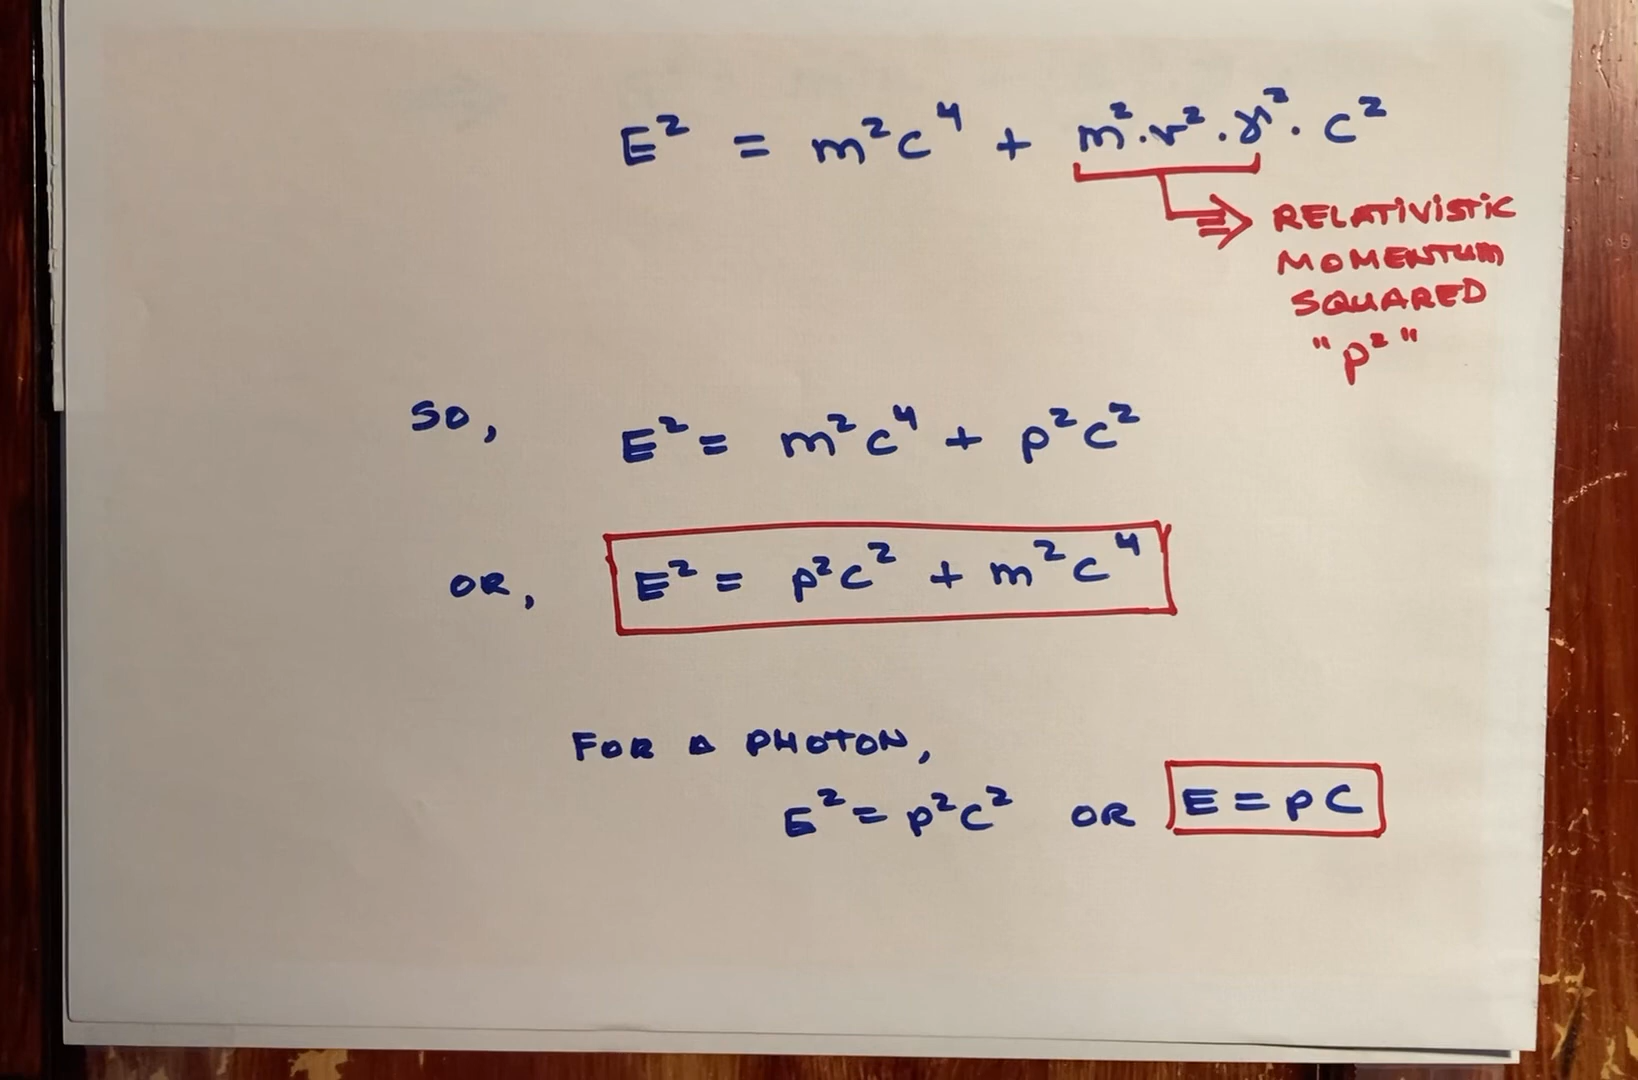 E² = m²c⁴ + m²·v²·γ²·c²
RELATIVISTIC
MOMENTUM
SQUARED
"p²"
SO, E² = m²c⁴ + p²c²
OR, E² = p²c² + m²c⁴
FOR A PHOTON,
E² = p²c² OR E = pc